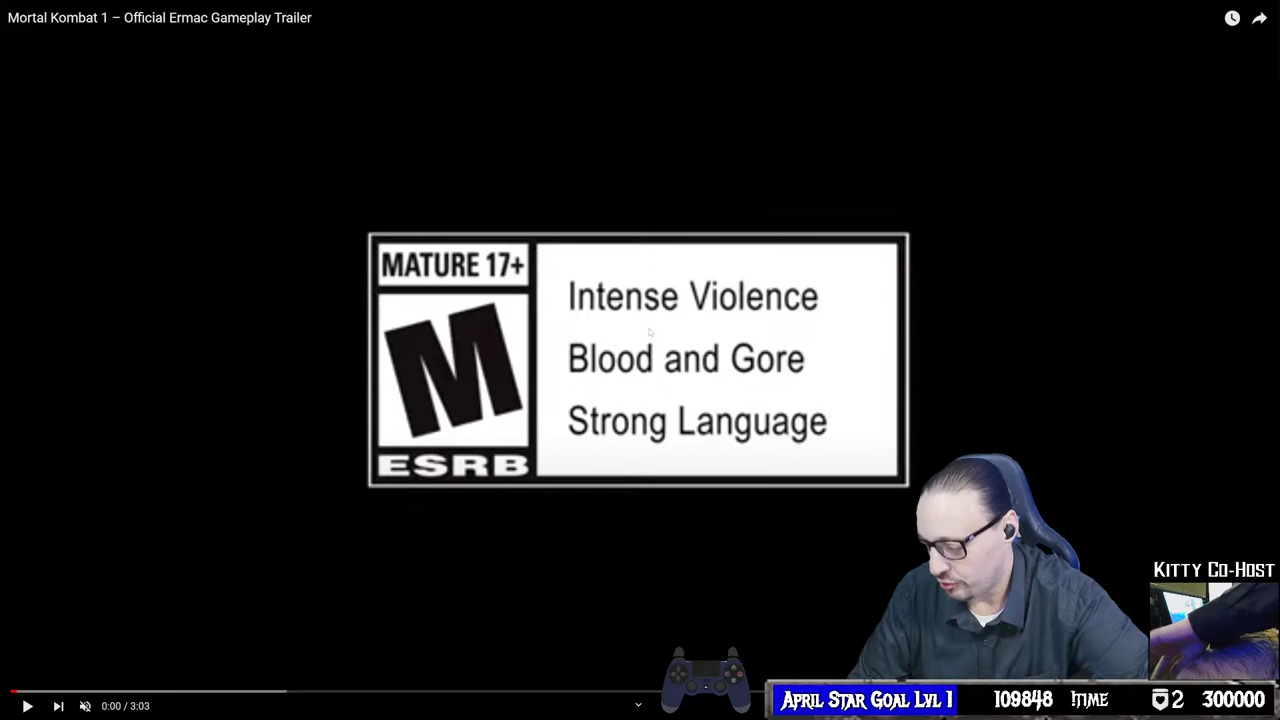 Mortal Kombat 1 – Official Ermac Gameplay Trailer
MATURE 17+
M
ESRB
Intense Violence
Blood and Gore
Strong Language
KITTY CO-HOST
0:00 / 3:03
APRIL STAR GOAL LVL 1
109848 !TIME 2 300000